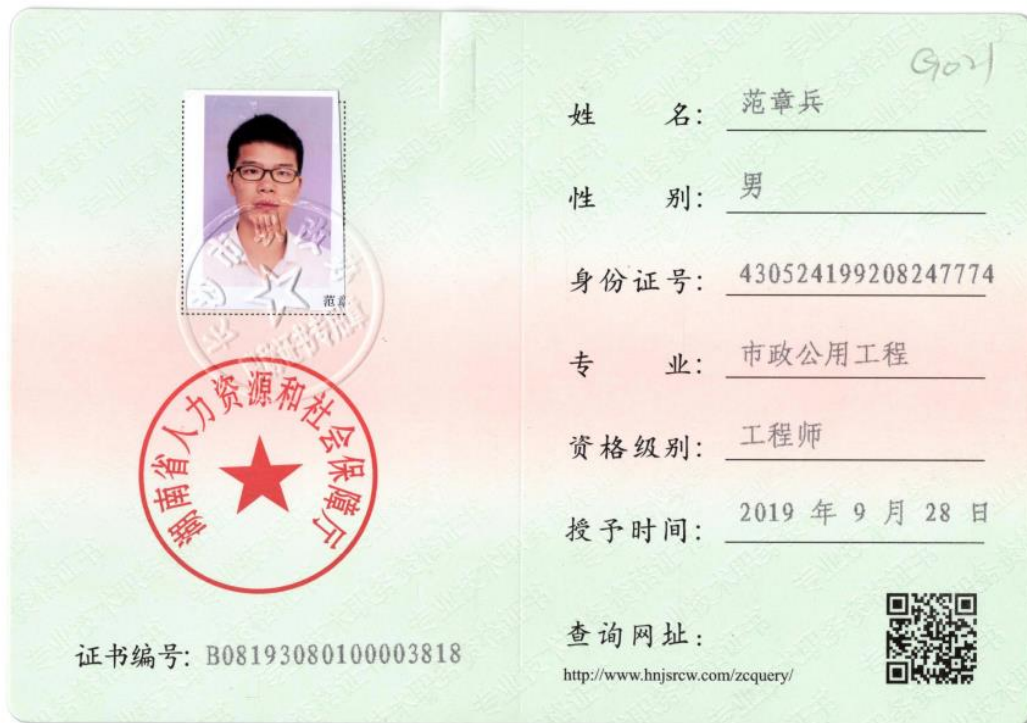 G021
姓名：范章兵
性别：男
身份证号：430524199208247774
专业：市政公用工程
资格级别：工程师
授予时间：2019 年 9 月 28 日
查询网址：
http://www.hnjsrcw.com/zcquery/
范章
湖南省人力资源和社会保障厅
证书编号：B08193080100003818